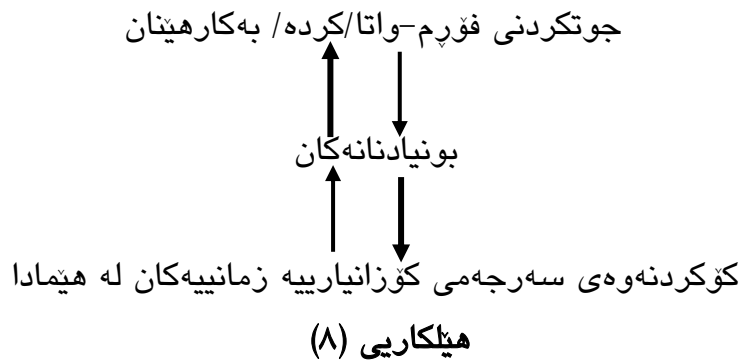 جوتکردنی فۆڕم-واتا/کردە/ بەکارهێنان
بونیادنانەکان
کۆکردنەوەی سەرجەمی کۆزانیارییە زمانییەکان لە هێمادا
هێلکاریی (٨)